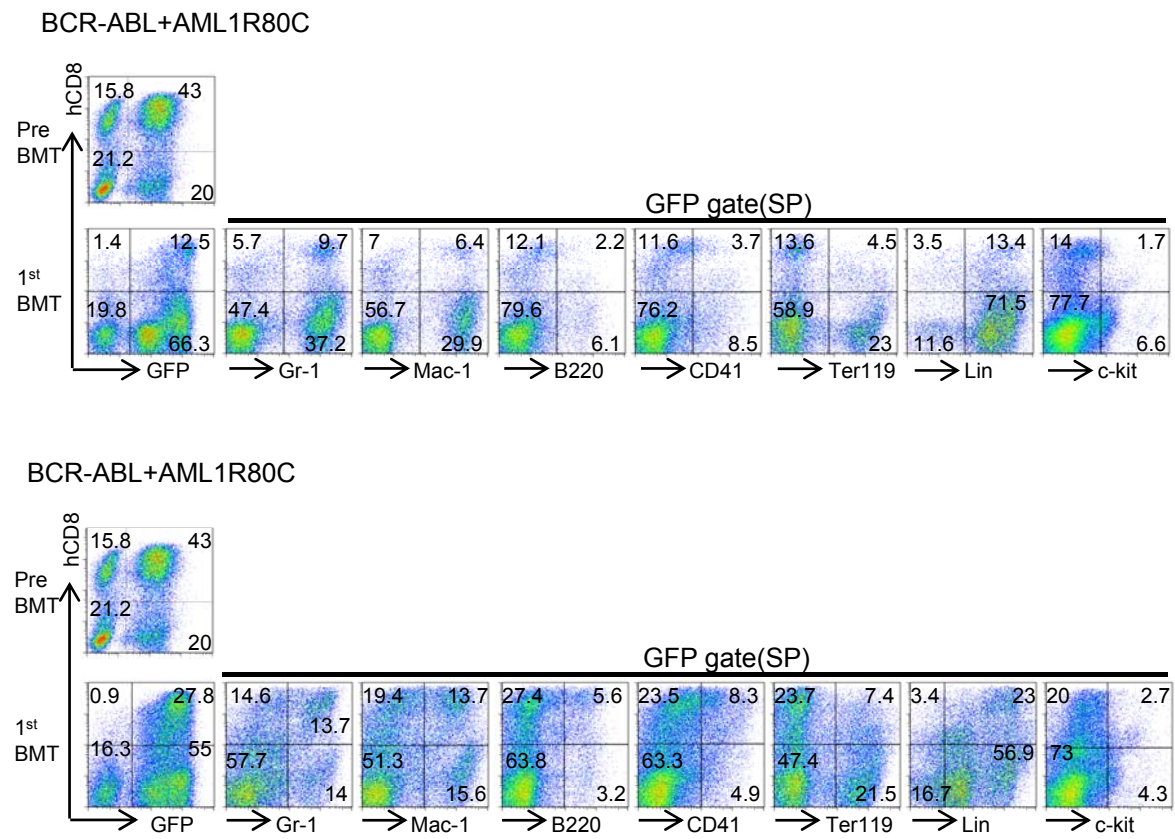 BCR-ABL+AML1R80C
hCD8
15.8 43
Pre
BMT
21.2
20
GFP gate(SP)
1.4 12.5 5.7 9.7 7 6.4 12.1 2.2 11.6 3.7 13.6 4.5 3.5 13.4 14 1.7
1st
BMT
19.8 47.4 56.7 79.6 76.2 58.9 71.5 77.7
66.3 37.2 29.9 6.1 8.5 23 11.6 6.6
GFP Gr-1 Mac-1 B220 CD41 Ter119 Lin c-kit
BCR-ABL+AML1R80C
hCD8
15.8 43
Pre
BMT
21.2
20
GFP gate(SP)
0.9 27.8 14.6 19.4 13.7 27.4 5.6 23.5 8.3 23.7 7.4 3.4 23 20 2.7
13.7
1st
BMT
16.3 55 57.7 51.3 63.8 63.3 47.4 56.9 73
14 15.6 3.2 4.9 21.5 16.7 4.3
GFP Gr-1 Mac-1 B220 CD41 Ter119 Lin c-kit